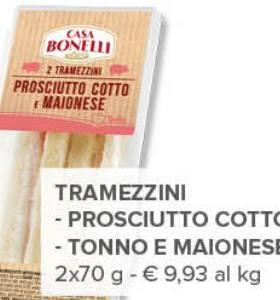 CASA
BONELLI
2 TRAMEZZINI
PROSCIUTTO COTTO
E MAIONESE
TRAMEZZINI
- PROSCIUTTO COTTO
- TONNO E MAIONESE
2x70 g - € 9,93 al kg